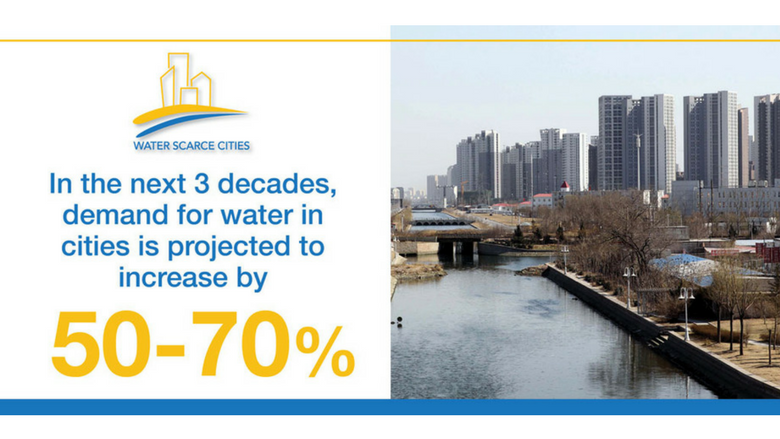 WATER SCARCE CITIES
In the next 3 decades,
demand for water in
cities is projected to
increase by
50-70%